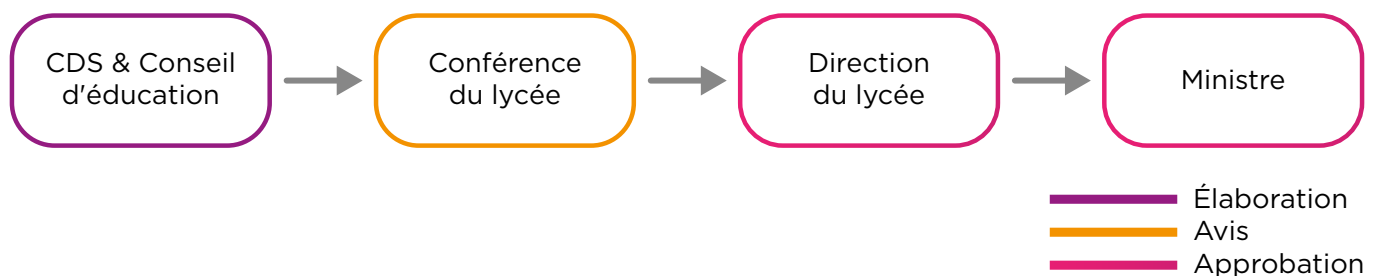 CDS & Conseil
d'éducation
Conférence
du lycée
Direction
du lycée
Ministre
Élaboration
Avis
Approbation